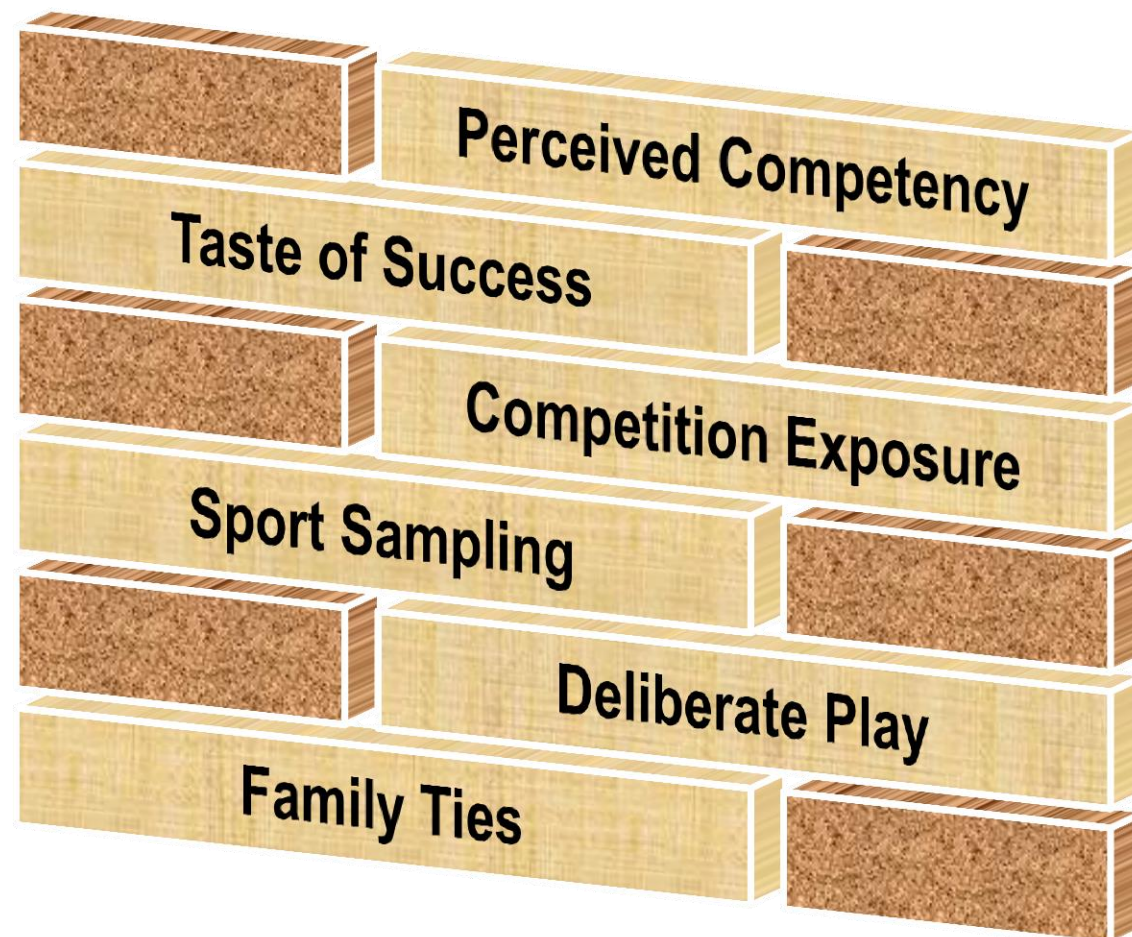 Perceived Competency
Taste of Success
Competition Exposure
Sport Sampling
Deliberate Play
Family Ties